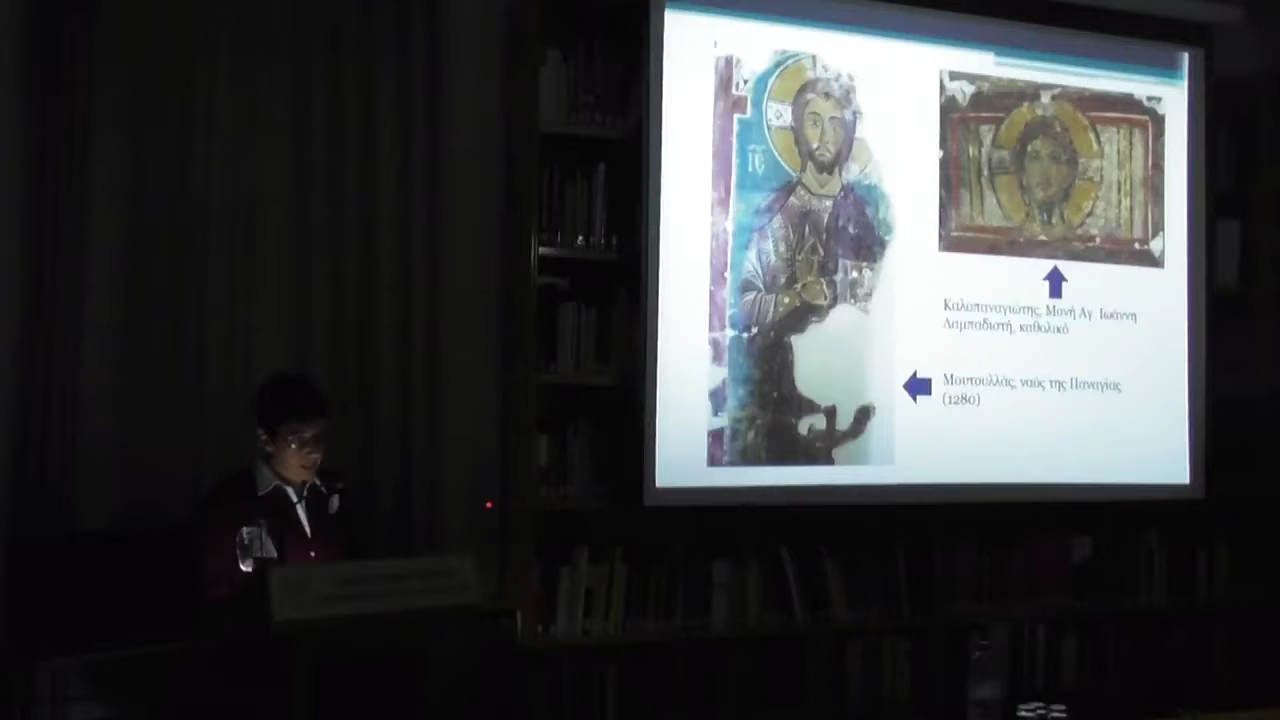 Καλοπαναγιώτης, Μονή Αγ. Ιωάννη
Λαμπαδιστή, καθολικό
Μουτουλλάς, ναός της Παναγίας
(1280)